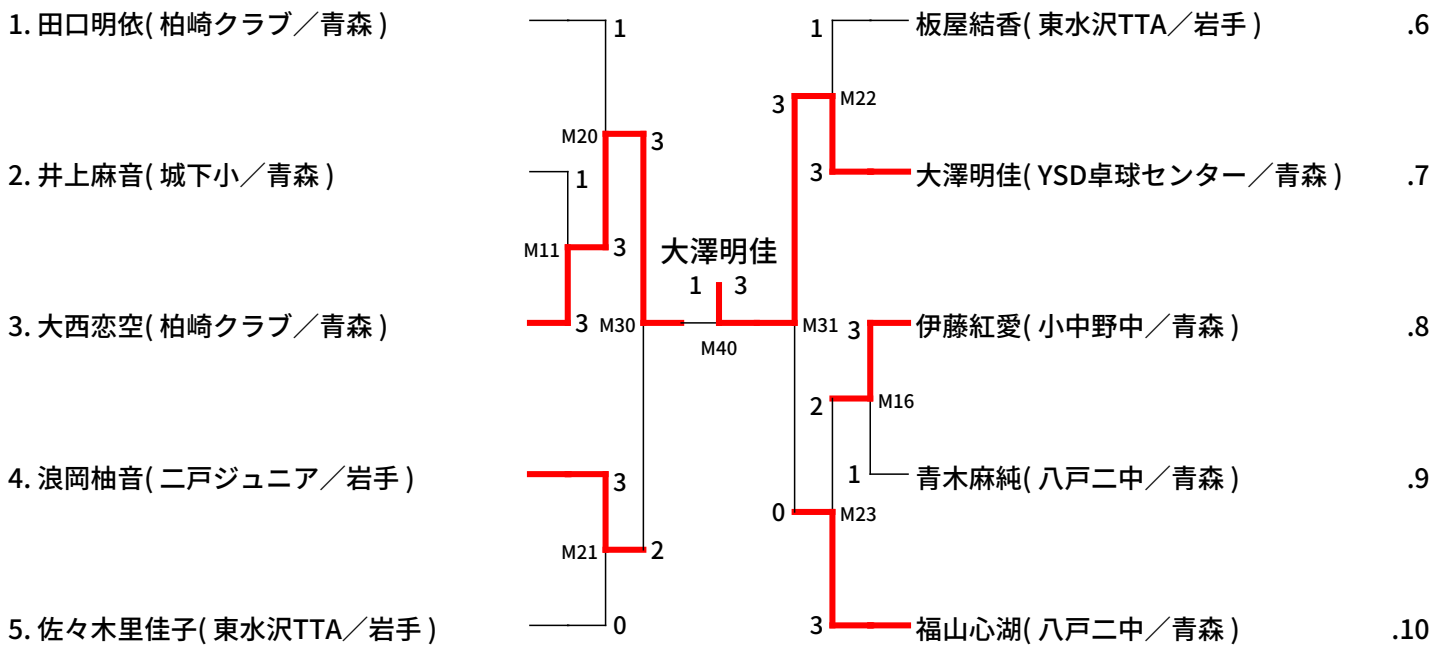 1. 田口明依( 柏崎クラブ／青森 )
1
1
板屋結香( 東水沢TTA／岩手 )
.6
3
M22
M20
3
2. 井上麻音( 城下小／青森 )
1
3
大澤明佳( YSD卓球センター／青森 )
.7
M11
3
大澤明佳
1
3
3. 大西恋空( 柏崎クラブ／青森 )
3
M30
M31
3
伊藤紅愛( 小中野中／青森 )
.8
M40
2
M16
4. 浪岡柚音( 二戸ジュニア／岩手 )
3
1
青木麻純( 八戸二中／青森 )
.9
0
M23
M21
2
5. 佐々木里佳子( 東水沢TTA／岩手 )
0
3
福山心湖( 八戸二中／青森 )
.10